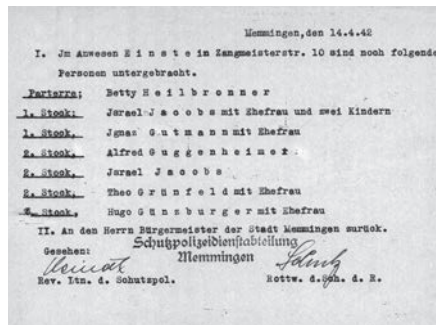 Memmingen,den 14.4.42
I. Jm Anwesen E i n s t e in Zangmeisterstr. 10 sind noch folgende
Personen untergebracht.
Parterre: Betty H e i l b r o n n e r
1. Stock: Jsrael J a c o b s mit Ehefrau und zwei Kindern
1. Stock, Jgnaz G u t m a n n mit Ehefrau
2. Stock, Alfred G u g g e n h e i m e r
2. Stock, Jsrael J a c o b s
2. Stock, Theo G r ü n f e l d mit Ehefrau
Stock, Hugo G ü n z b u r g e r mit Ehefrau
II. An den Herrn Bürgermeister der Stadt Memmingen zurück.
Gesehen: Schutzpolizeidienstabteilung
Memmingen
Rev. Ltn. d. Schutzpol. Rottw. d.Sch. d. R.